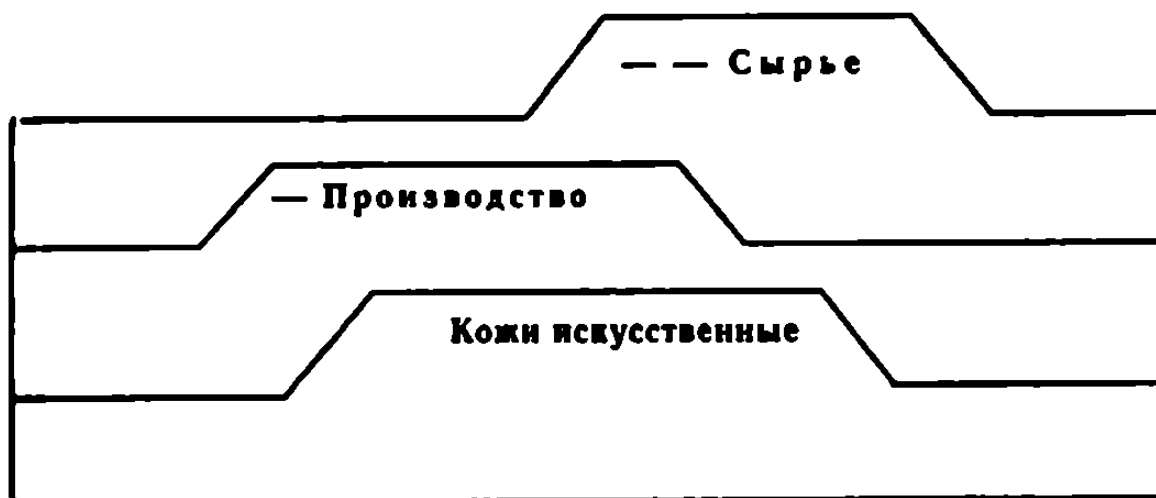 — — Сырье
— Производство
Кожи искусственные